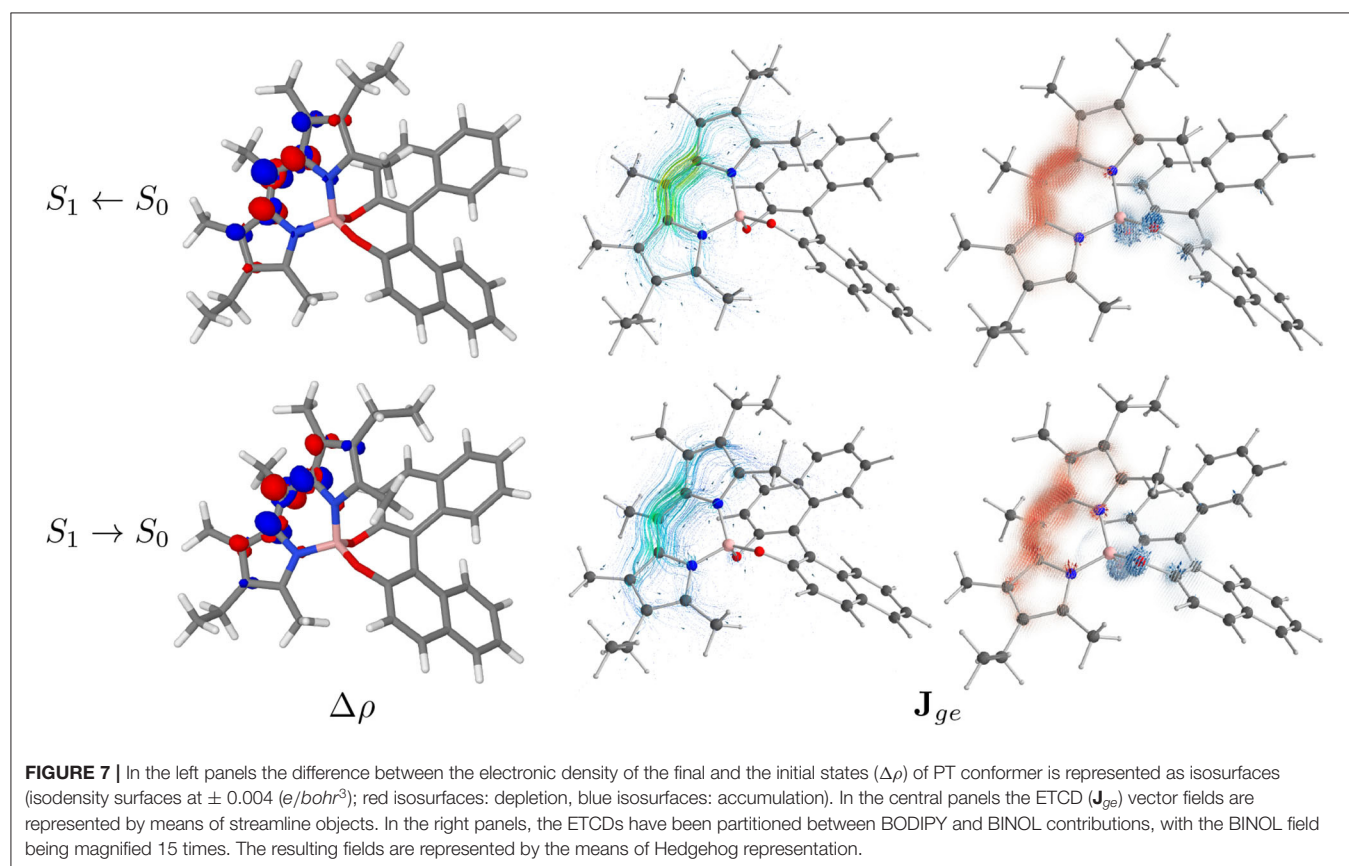 S₁ ← S₀
S₁ → S₀
Δρ
J_ge
FIGURE 7 | In the left panels the difference between the electronic density of the final and the initial states (Δρ) of PT conformer is represented as isosurfaces
(isodensity surfaces at ± 0.004 (e/bohr³); red isosurfaces: depletion, blue isosurfaces: accumulation). In the central panels the ETCD (J_ge) vector fields are
represented by means of streamline objects. In the right panels, the ETCDs have been partitioned between BODIPY and BINOL contributions, with the BINOL field
being magnified 15 times. The resulting fields are represented by the means of Hedgehog representation.